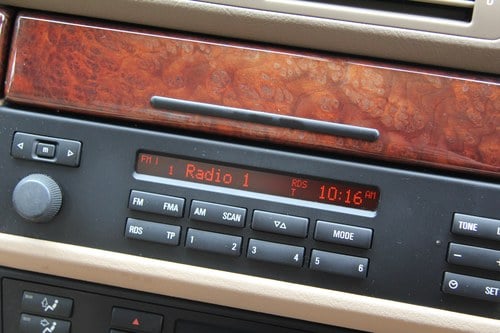 FM I 1 Radio 1 RDS 10:16 AM
m
FM FMA AM SCAN ▽△ MODE TONE
RDS TP 1 2 3 4 5 6 − 
SET